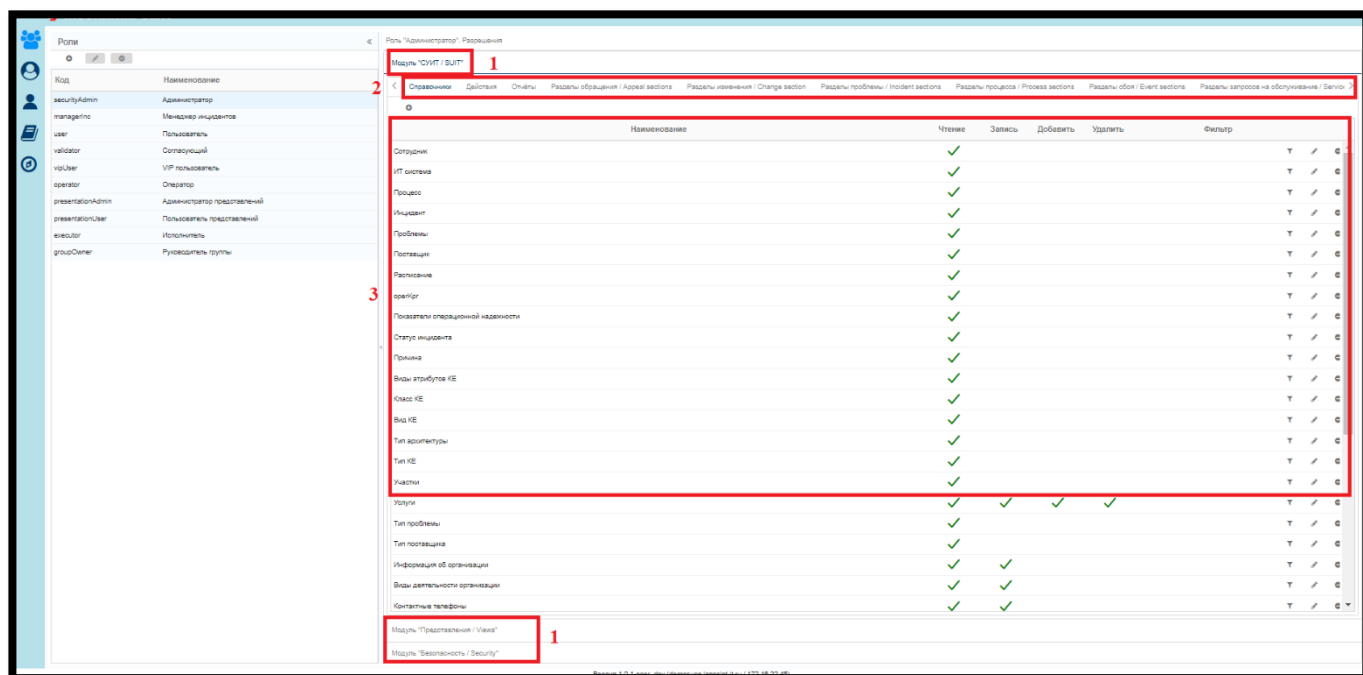 Роли
Роль "Администратор". Разрешения
Модуль "СУИТ / SUIT"
1
Код Наименование
2
Справочники Действия Отчёты Разделы обращения / Appeal sections Разделы изменения / Change section Разделы проблемы / Incident sections Разделы процесса / Process sections Разделы сбоя / Event sections Разделы запросов на обслуживание / Servic
securityAdmin Администратор
managerInc Менеджер инцидентов
user Пользователь
validator Согласующий
vipUser VIP пользователь
operator Оператор
presentationAdmin Администратор представлений
presentationUser Пользователь представлений
executor Исполнитель
groupOwner Руководитель группы
Наименование Чтение Запись Добавить Удалить Фильтр
Сотрудник
ИТ система
Процесс
Инцидент
Проблемы
Поставщик
Расписание
3
operKpr
Показатели операционной надежности
Статус инцидента
Причина
Виды атрибутов КЕ
Класс КЕ
Вид КЕ
Тип архитектуры
Тип КЕ
Участки
Услуги
Тип проблемы
Тип поставщика
Информация об организации
Виды деятельности организации
Контактные телефоны
Модуль "Представления / Views"
1
Модуль "Безопасность / Security"